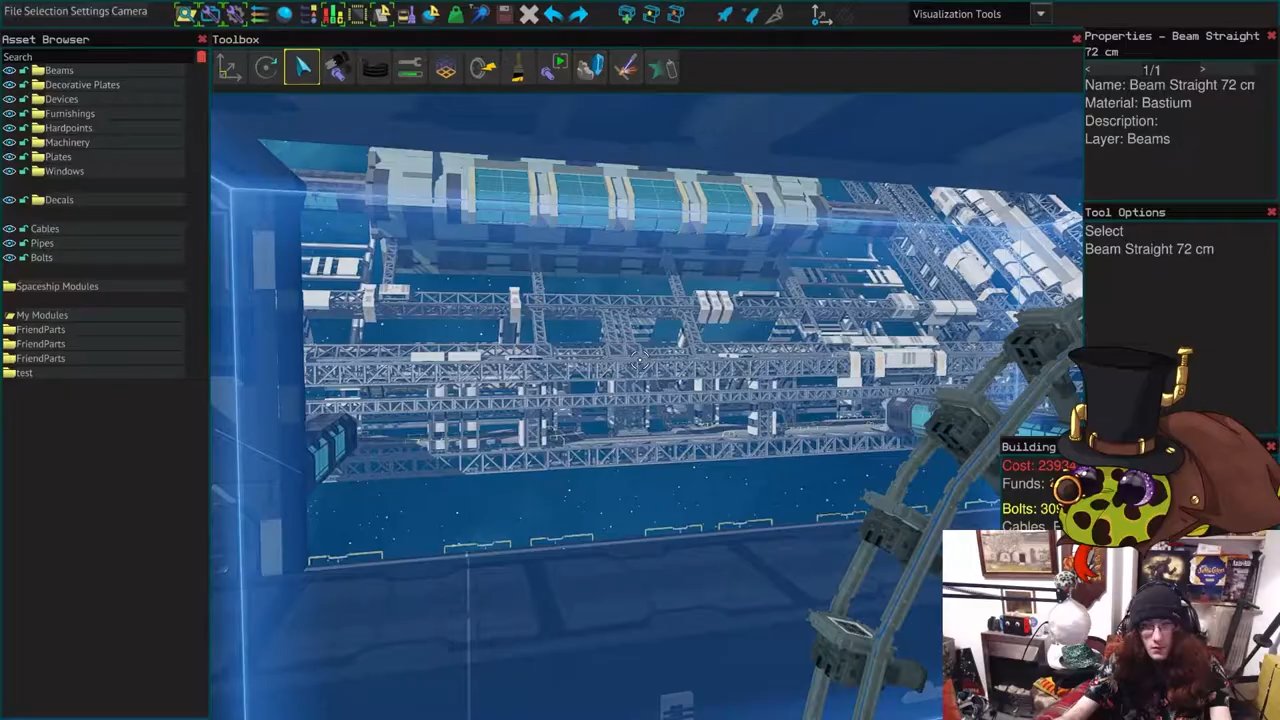 File Selection Settings Camera
Visualization Tools
Asset Browser
Search
Beams
Decorative Plates
Devices
Furnishings
Hardpoints
Machinery
Plates
Windows
Decals
Cables
Pipes
Bolts
Spaceship Modules
My Modules
FriendParts
FriendParts
FriendParts
test
Toolbox
Properties - Beam Straight
72 cm
< 1/1 >
Name: Beam Straight 72 cm
Material: Bastium
Description:
Layer: Beams
Tool Options
Select
Beam Straight 72 cm
Building
Cost: 2393
Funds:
Bolts: 309
Cables